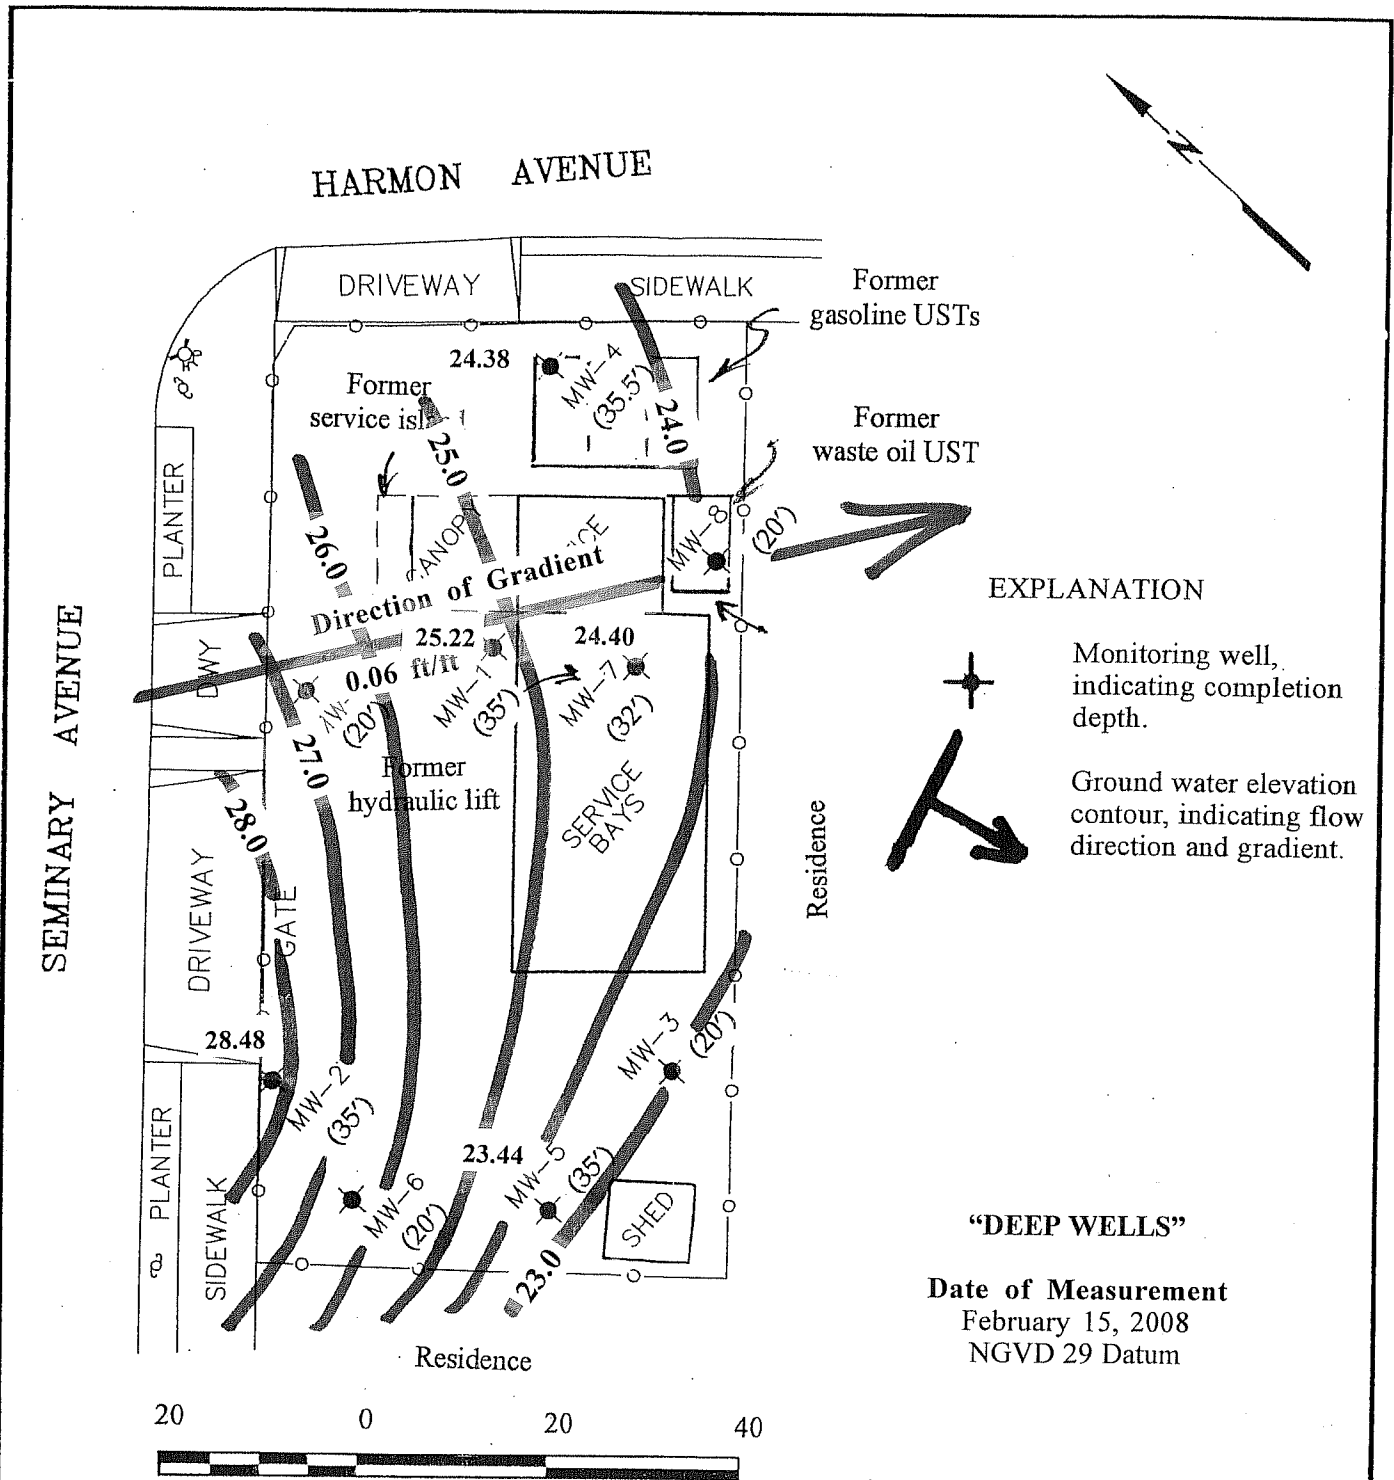 HARMON AVENUE
N
DRIVEWAY
SIDEWALK
Former
gasoline USTs
24.38
MW-4
(35.5')
Former
service
24.0
25.0
Former
waste oil UST
PLANTER
26.0
MW-8
(20')
Direction of Gradient
EXPLANATION
25.22
24.40
0.06 ft/ft
DWY
MW-1
(35')
MW-7
(32')
(20')
Monitoring well,
indicating completion
depth.
27.0
Former
hydraulic lift
28.0
SERVICE
BAYS
SEMINARY AVENUE
Residence
Ground water elevation
contour, indicating flow
direction and gradient.
DRIVEWAY
GATE
28.48
MW-2
(35')
MW-3
(20')
PLANTER
SIDEWALK
MW-6
(20')
23.44
MW-5
(35')
SHED
23.0
"DEEP WELLS"
Date of Measurement
February 15, 2008
NGVD 29 Datum
Residence
20 0 20 40